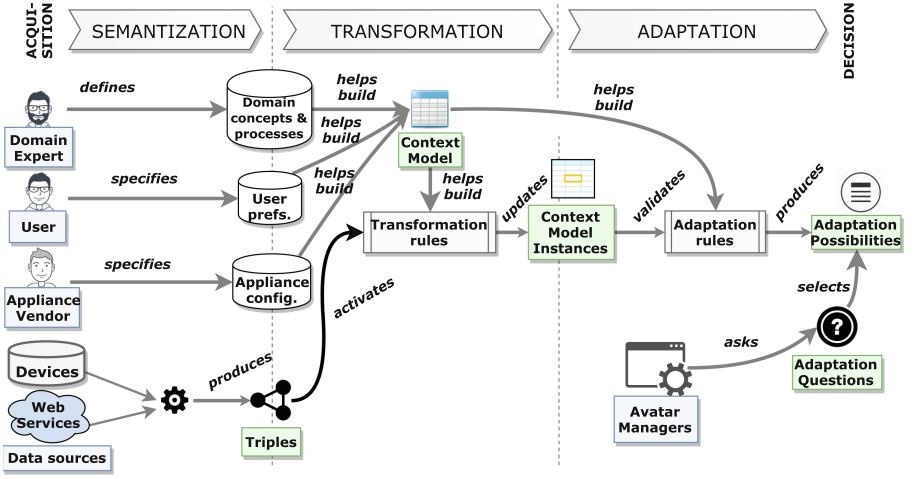 ACQUI-
SITION
SEMANTIZATION
TRANSFORMATION
ADAPTATION
DECISION
defines
Domain
concepts &
processes
helps
build
helps
build
Domain
Expert
helps
build
Context
Model
specifies
User
prefs.
helps
build
helps
build
updates
validates
produces
User
Transformation
rules
Context
Model
Instances
Adaptation
rules
Adaptation
Possibilities
specifies
Appliance
config.
activates
selects
Appliance
Vendor
?
asks
Devices
produces
Adaptation
Questions
Web
Services
Avatar
Managers
Triples
Data sources